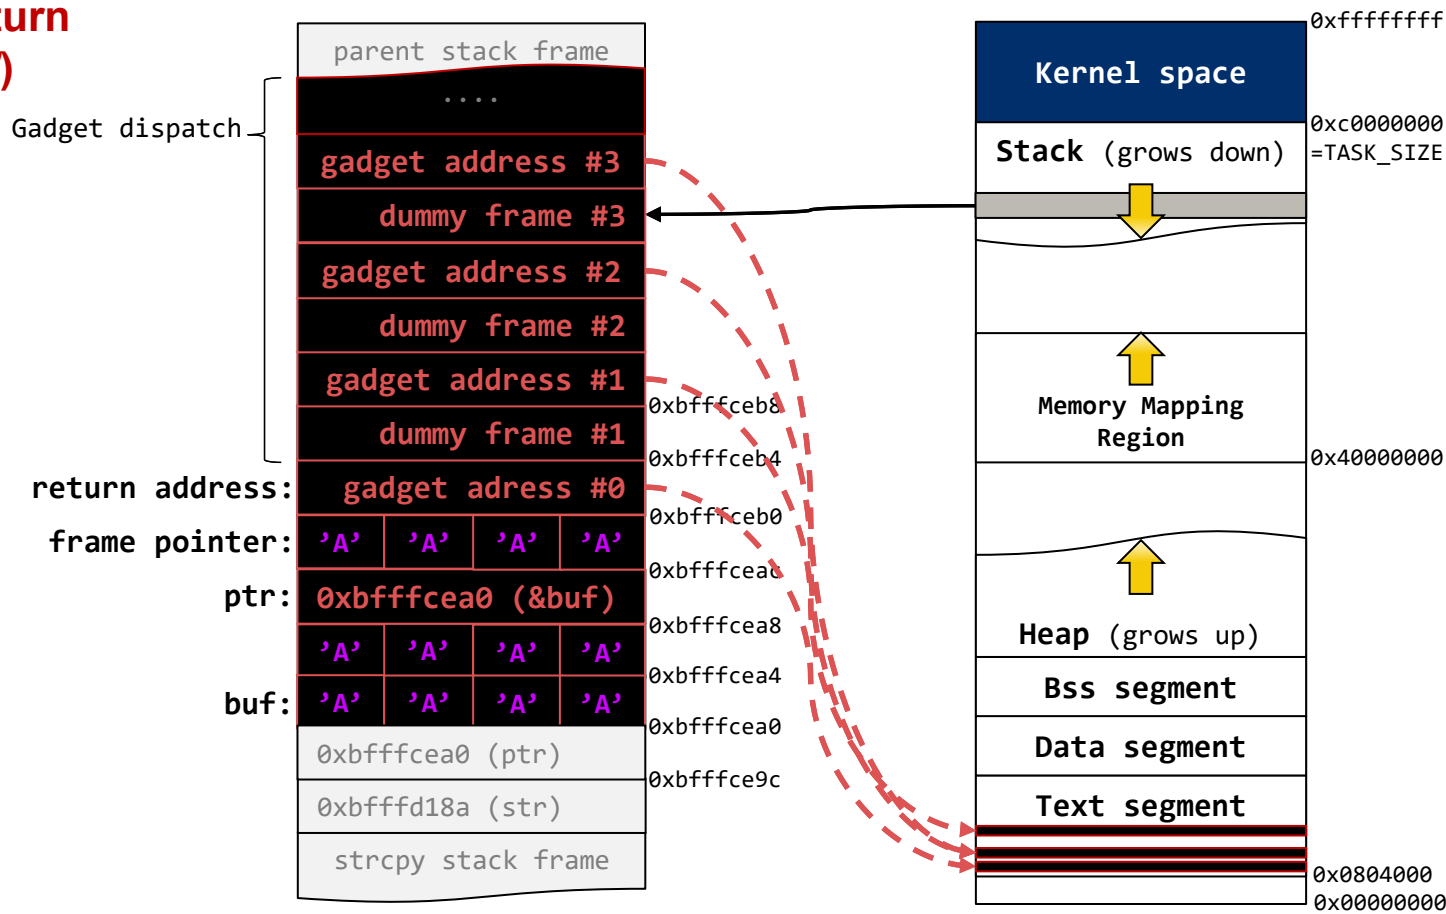 turn
)
parent stack frame
....
Gadget dispatch
gadget address #3
dummy frame #3
gadget address #2
dummy frame #2
gadget address #1
0xbfffceb8
dummy frame #1
0xbfffceb4
return address:
gadget adress #0
0xbfffceb0
frame pointer:
’A’ ’A’ ’A’ ’A’
0xbfffceac
ptr:
0xbfffcea0 (&buf)
0xbfffcea8
’A’ ’A’ ’A’ ’A’
0xbfffcea4
buf:
’A’ ’A’ ’A’ ’A’
0xbfffcea0
0xbfffcea0 (ptr)
0xbfffce9c
0xbfffd18a (str)
strcpy stack frame
0xffffffff
Kernel space
0xc0000000
=TASK_SIZE
Stack (grows down)
Memory Mapping
Region
0x40000000
Heap (grows up)
Bss segment
Data segment
Text segment
0x0804000
0x00000000